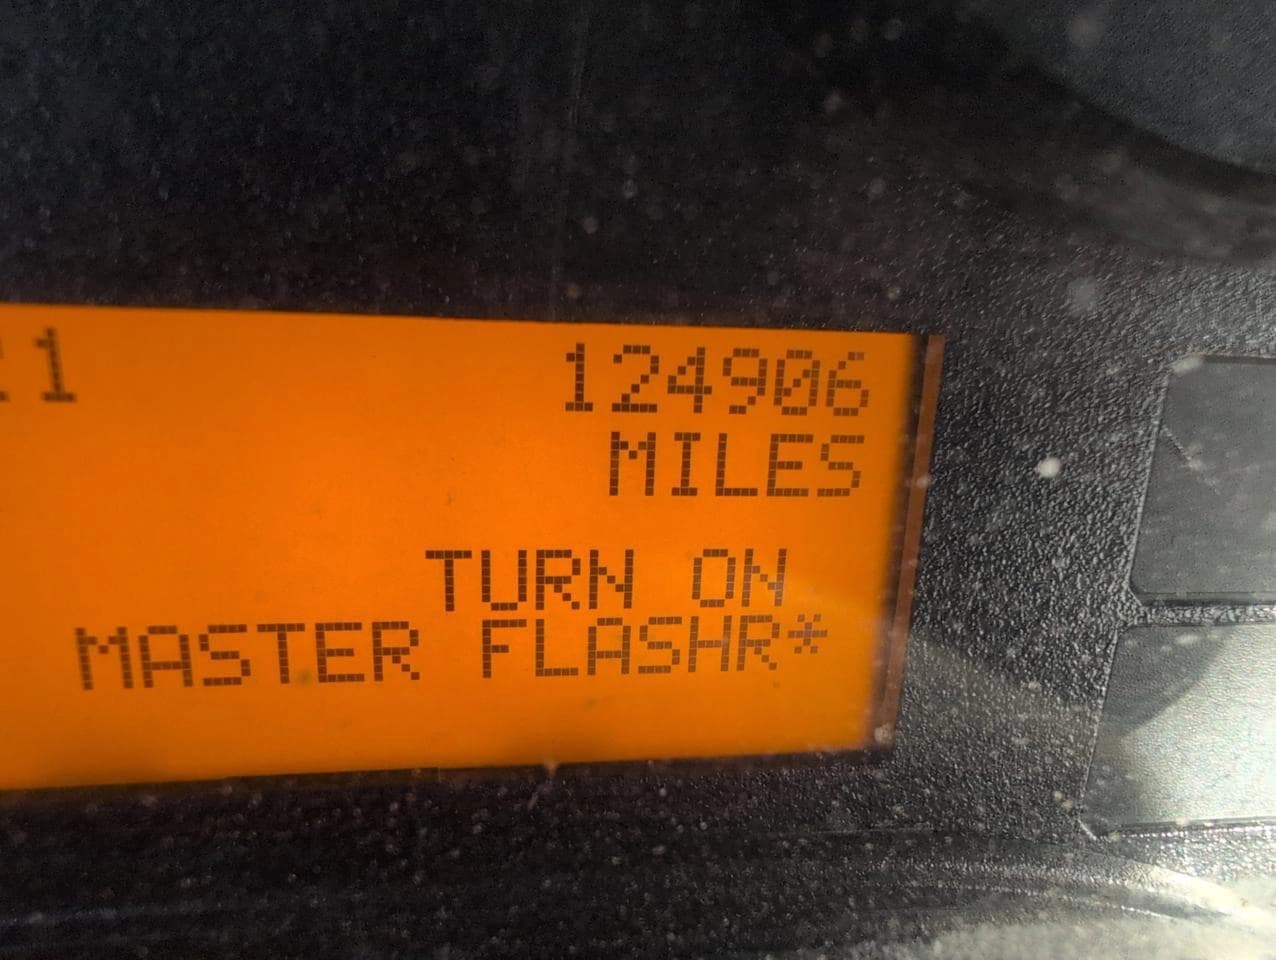 124906
MILES
TURN ON
MASTER FLASHR*